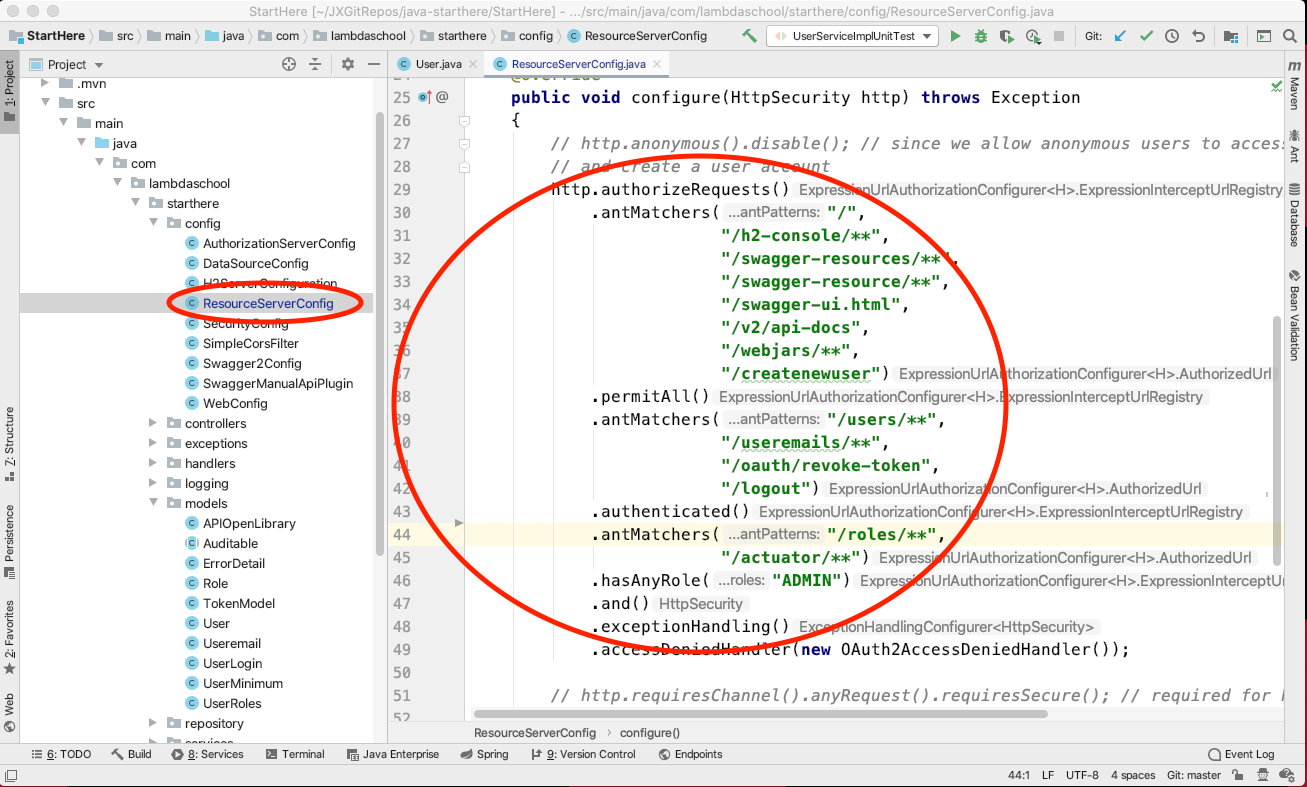 StartHere [~/JXGitRepos/java-starthere/StartHere] - .../src/main/java/com/lambdaschool/starthere/config/ResourceServerConfig.java
StartHere src main java com lambdaschool starthere config ResourceServerConfig UserServiceImplUnitTest Git:
Project
User.java
ResourceServerConfig.java
1: Project
Z: Structure
Persistence
2: Favorites
Web
.mvn
src
main
java
com
lambdaschool
starthere
config
AuthorizationServerConfig
DataSourceConfig
H2ServerConfiguration
ResourceServerConfig
SecurityConfig
SimpleCorsFilter
Swagger2Config
SwaggerManualApiPlugin
WebConfig
controllers
exceptions
handlers
logging
models
APIOpenLibrary
Auditable
ErrorDetail
Role
TokenModel
User
Useremail
UserLogin
UserMinimum
UserRoles
repository
services
24 @Override
25 @ public void configure(HttpSecurity http) throws Exception
26 {
27 // http.anonymous().disable(); // since we allow anonymous users to acces
28 // and create a user account
29 http.authorizeRequests() ExpressionUrlAuthorizationConfigurer<H>.ExpressionInterceptUrlRegistry
30 .antMatchers( ...antPatterns: "/",
31 "/h2-console/**",
32 "/swagger-resources/**",
33 "/swagger-resource/**",
34 "/swagger-ui.html",
35 "/v2/api-docs",
36 "/webjars/**",
37 "/createnewuser") ExpressionUrlAuthorizationConfigurer<H>.AuthorizedUrl
38 .permitAll() ExpressionUrlAuthorizationConfigurer<H>.ExpressionInterceptUrlRegistry
39 .antMatchers( ...antPatterns: "/users/**",
40 "/useremails/**",
41 "/oauth/revoke-token",
42 "/logout") ExpressionUrlAuthorizationConfigurer<H>.AuthorizedUrl
43 .authenticated() ExpressionUrlAuthorizationConfigurer<H>.ExpressionInterceptUrlRegistry
44 .antMatchers( ...antPatterns: "/roles/**",
45 "/actuator/**") ExpressionUrlAuthorizationConfigurer<H>.AuthorizedUrl
46 .hasAnyRole( ...roles: "ADMIN") ExpressionUrlAuthorizationConfigurer<H>.ExpressionInterceptU
47 .and() HttpSecurity
48 .exceptionHandling() ExceptionHandlingConfigurer<HttpSecurity>
49 .accessDeniedHandler(new OAuth2AccessDeniedHandler());
50
51 // http.requiresChannel().anyRequest().requiresSecure(); // required for
52
Maven
Ant
Database
Bean Validation
ResourceServerConfig configure()
6: TODO Build 8: Services Terminal Java Enterprise Spring 9: Version Control Endpoints Event Log
44:1 LF UTF-8 4 spaces Git: master